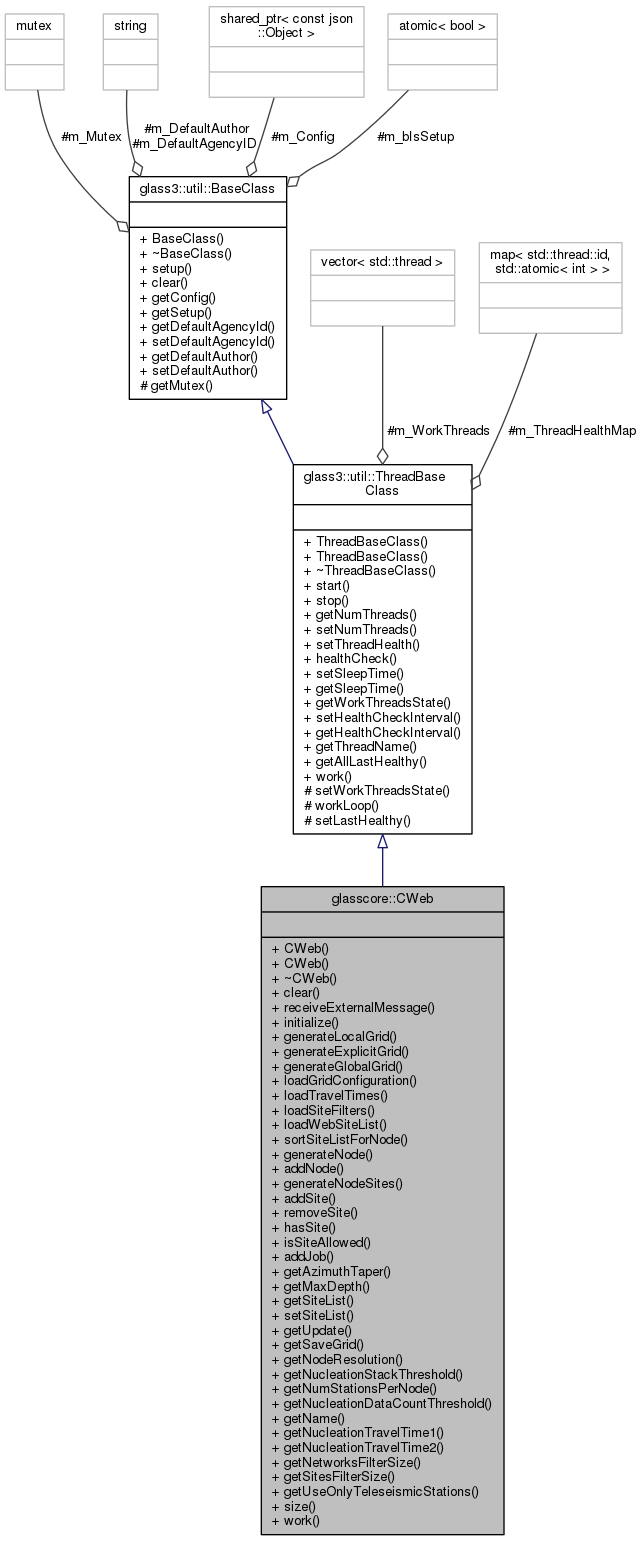 mutex
string
shared_ptr< const json
::Object >
atomic< bool >
#m_Mutex
#m_DefaultAuthor
#m_DefaultAgencyID
#m_Config
#m_bIsSetup
glass3::util::BaseClass
+ BaseClass()
+ ~BaseClass()
+ setup()
+ clear()
+ getConfig()
+ getSetup()
+ getDefaultAgencyId()
+ setDefaultAgencyId()
+ getDefaultAuthor()
+ setDefaultAuthor()
# getMutex()
vector< std::thread >
map< std::thread::id,
std::atomic< int > >
#m_WorkThreads
#m_ThreadHealthMap
glass3::util::ThreadBase
Class
+ ThreadBaseClass()
+ ThreadBaseClass()
+ ~ThreadBaseClass()
+ start()
+ stop()
+ getNumThreads()
+ setNumThreads()
+ setThreadHealth()
+ healthCheck()
+ setSleepTime()
+ getSleepTime()
+ getWorkThreadsState()
+ setHealthCheckInterval()
+ getHealthCheckInterval()
+ getThreadName()
+ getAllLastHealthy()
+ work()
# setWorkThreadsState()
# workLoop()
# setLastHealthy()
glasscore::CWeb
+ CWeb()
+ CWeb()
+ ~CWeb()
+ clear()
+ receiveExternalMessage()
+ initialize()
+ generateLocalGrid()
+ generateExplicitGrid()
+ generateGlobalGrid()
+ loadGridConfiguration()
+ loadTravelTimes()
+ loadSiteFilters()
+ loadWebSiteList()
+ sortSiteListForNode()
+ generateNode()
+ addNode()
+ generateNodeSites()
+ addSite()
+ removeSite()
+ hasSite()
+ isSiteAllowed()
+ addJob()
+ getAzimuthTaper()
+ getMaxDepth()
+ getSiteList()
+ setSiteList()
+ getUpdate()
+ getSaveGrid()
+ getNodeResolution()
+ getNucleationStackThreshold()
+ getNumStationsPerNode()
+ getNucleationDataCountThreshold()
+ getName()
+ getNucleationTravelTime1()
+ getNucleationTravelTime2()
+ getNetworksFilterSize()
+ getSitesFilterSize()
+ getUseOnlyTeleseismicStations()
+ size()
+ work()